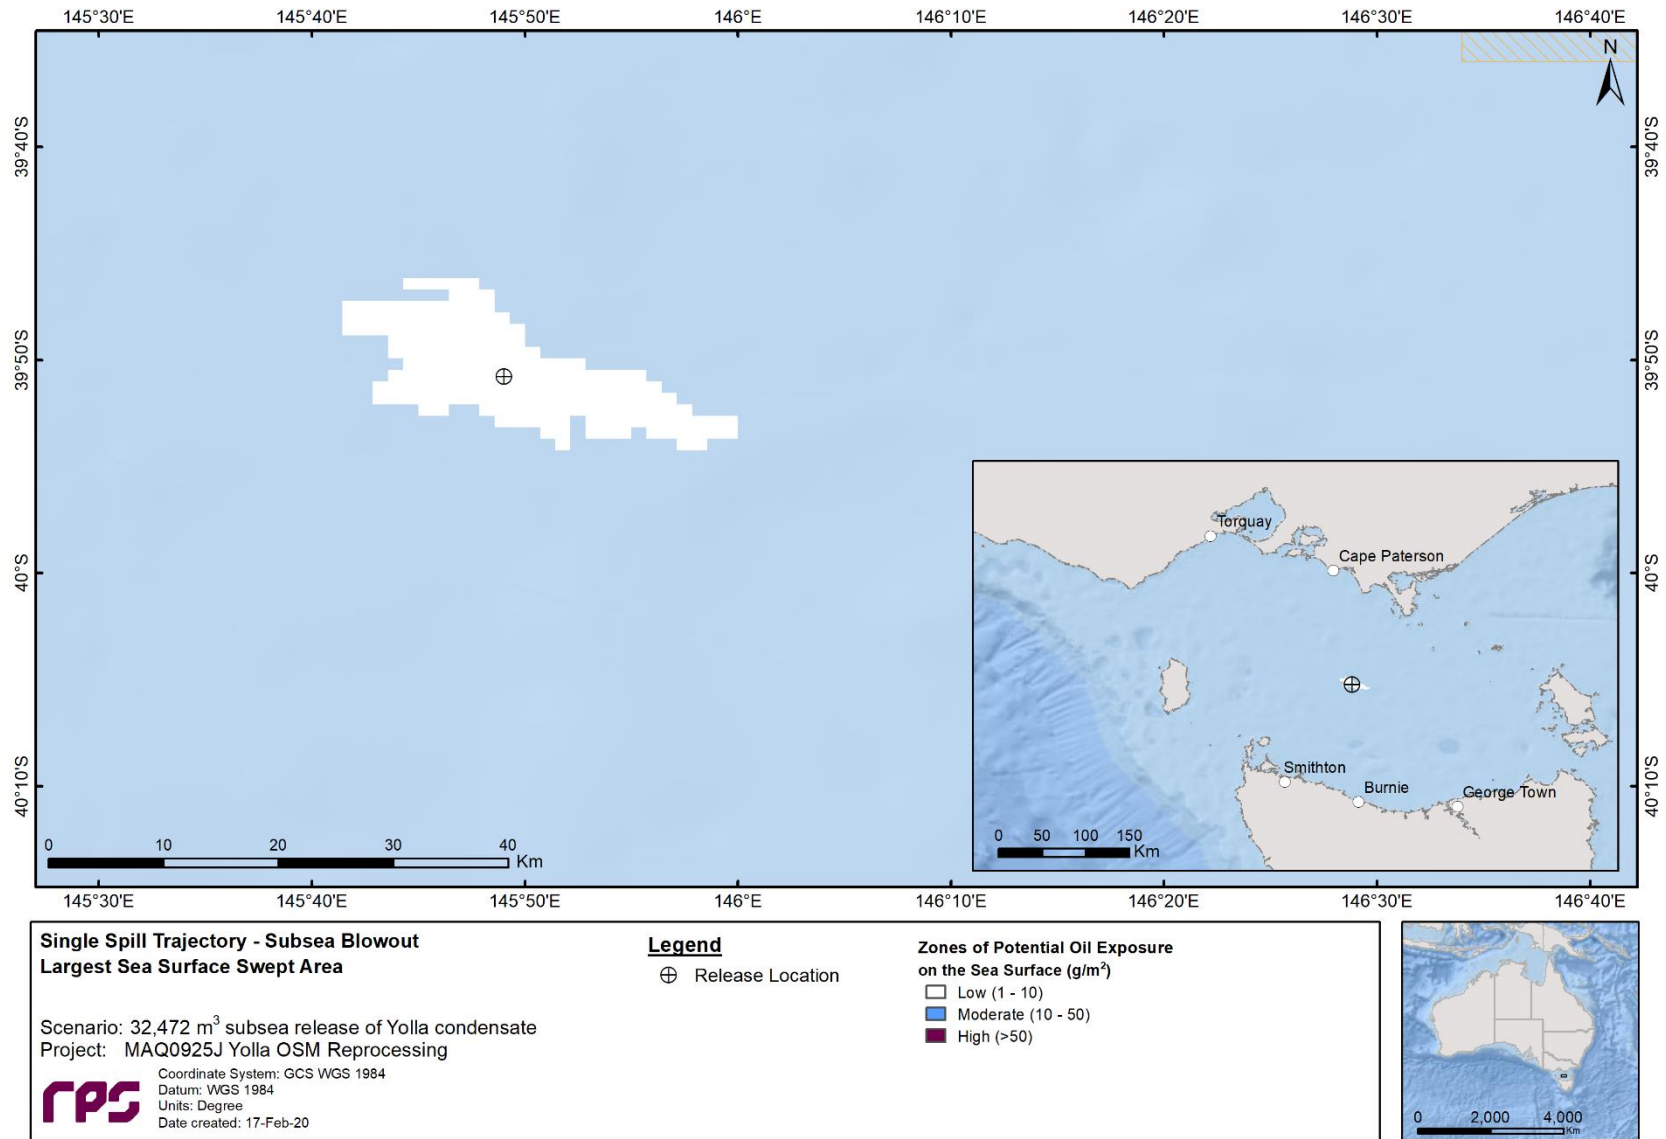 145°30'E 145°40'E 145°50'E 146°E 146°10'E 146°20'E 146°30'E 146°40'E
N
39°40'S 39°40'S
39°50'S 39°50'S
40°S 40°S
40°10'S 40°10'S
Torquay
Cape Paterson
Smithton
Burnie
George Town
0 50 100 150
Km
0 10 20 30 40
Km
145°30'E 145°40'E 145°50'E 146°E 146°10'E 146°20'E 146°30'E 146°40'E
Single Spill Trajectory - Subsea Blowout
Largest Sea Surface Swept Area
Scenario: 32,472 m³ subsea release of Yolla condensate
Project: MAQ0925J Yolla OSM Reprocessing
rps
Coordinate System: GCS WGS 1984
Datum: WGS 1984
Units: Degree
Date created: 17-Feb-20
Legend
Release Location
Zones of Potential Oil Exposure
on the Sea Surface (g/m²)
Low (1 - 10)
Moderate (10 - 50)
High (>50)
0 2,000 4,000
Km